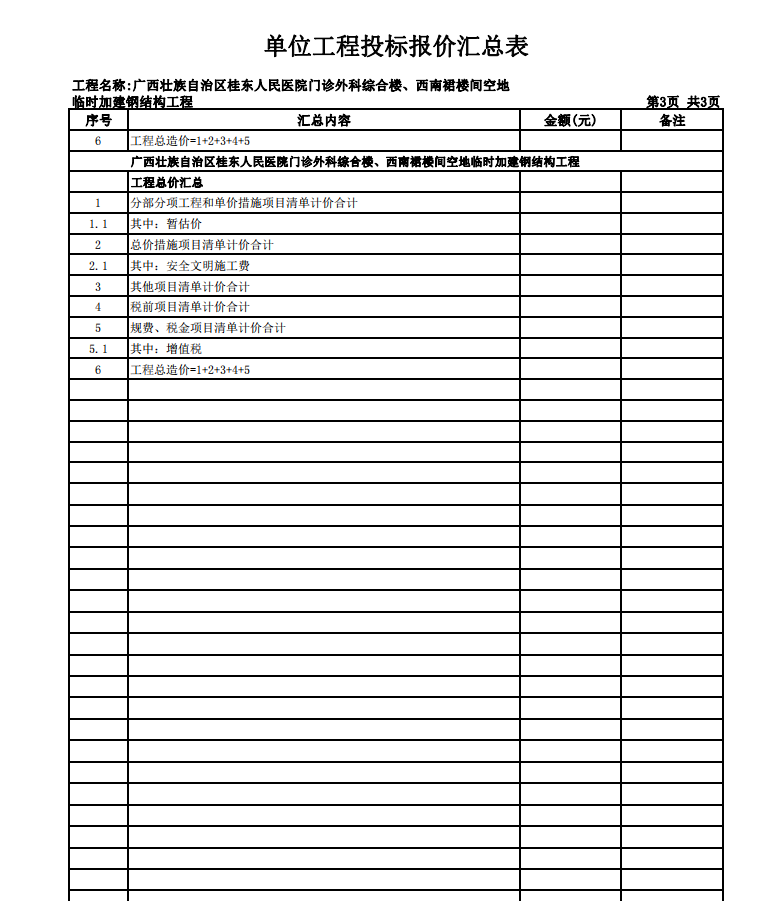 单位工程投标报价汇总表
工程名称:广西壮族自治区桂东人民医院门诊外科综合楼、西南裙楼间空地
临时加建钢结构工程 第3页 共3页
序号 汇总内容 金额(元) 备注
6 工程总造价=1+2+3+4+5
广西壮族自治区桂东人民医院门诊外科综合楼、西南裙楼间空地临时加建钢结构工程
工程总价汇总
1 分部分项工程和单价措施项目清单计价合计
1.1 其中：暂估价
2 总价措施项目清单计价合计
2.1 其中：安全文明施工费
3 其他项目清单计价合计
4 税前项目清单计价合计
5 规费、税金项目清单计价合计
5.1 其中：增值税
6 工程总造价=1+2+3+4+5